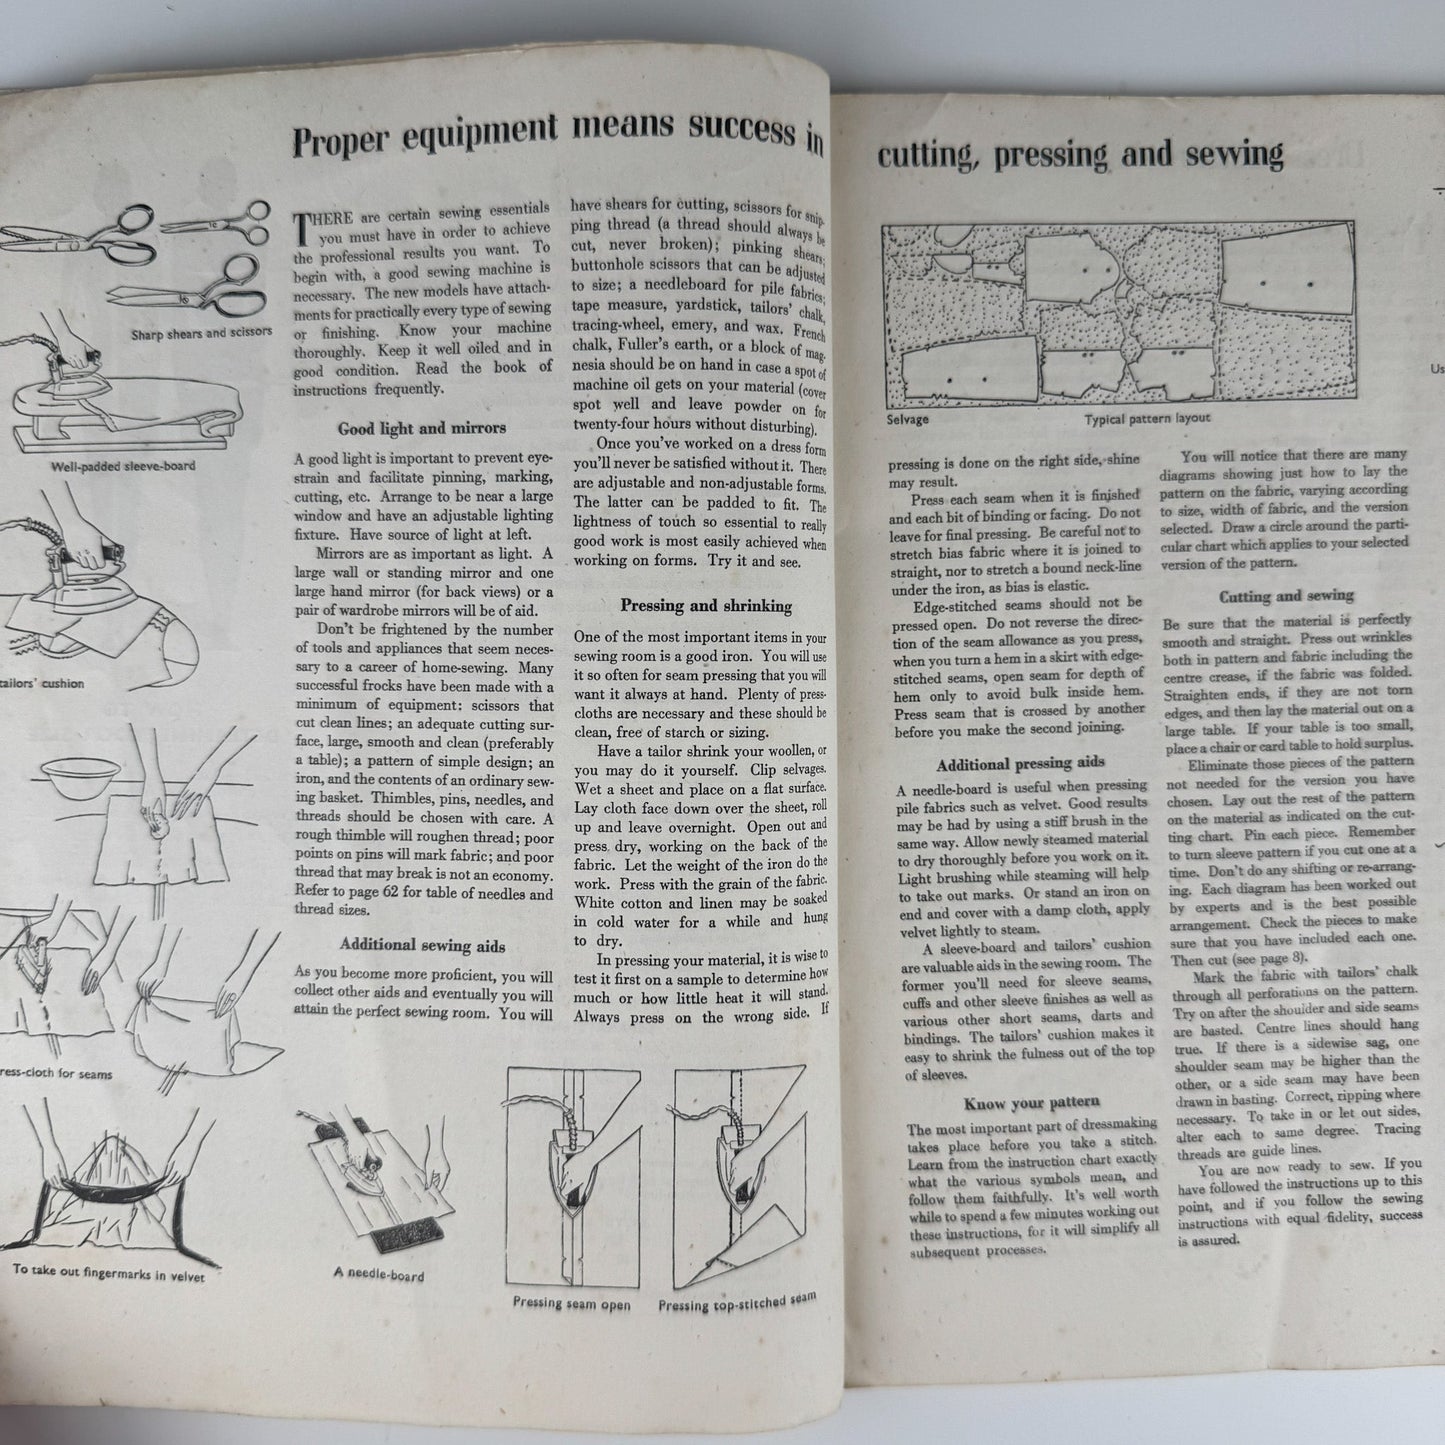 Proper equipment means success in
Sharp shears and scissors
Well-padded sleeve-board
tailors' cushion
ress-cloth for seams
To take out fingermarks in velvet
THERE are certain sewing essentials
you must have in order to achieve
the professional results you want. To
begin with, a good sewing machine is
necessary. The new models have attach-
ments for practically every type of sewing
or finishing. Know your machine
thoroughly. Keep it well oiled and in
good condition. Read the book of
instructions frequently.
Good light and mirrors
A good light is important to prevent eye-
strain and facilitate pinning, marking,
cutting, etc. Arrange to be near a large
window and have an adjustable lighting
fixture. Have source of light at left.
Mirrors are as important as light. A
large wall or standing mirror and one
large hand mirror (for back views) or a
pair of wardrobe mirrors will be of aid.
Don't be frightened by the number
of tools and appliances that seem neces-
sary to a career of home-sewing. Many
successful frocks have been made with a
minimum of equipment: scissors that
cut clean lines; an adequate cutting sur-
face, large, smooth and clean (preferably
a table); a pattern of simple design; an
iron, and the contents of an ordinary sew-
ing basket. Thimbles, pins, needles, and
threads should be chosen with care. A
rough thimble will roughen thread; poor
points on pins will mark fabric; and poor
thread that may break is not an economy.
Refer to page 62 for table of needles and
thread sizes.
Additional sewing aids
As you become more proficient, you will
collect other aids and eventually you will
attain the perfect sewing room. You will
have shears for cutting, scissors for snip-
ping thread (a thread should always be
cut, never broken); pinking shears;
buttonhole scissors that can be adjusted
to size; a needleboard for pile fabrics;
tape measure, yardstick, tailors' chalk,
tracing-wheel, emery, and wax. French
chalk, Fuller's earth, or a block of mag-
nesia should be on hand in case a spot of
machine oil gets on your material (cover
spot well and leave powder on for
twenty-four hours without disturbing).
Once you've worked on a dress form
you'll never be satisfied without it. There
are adjustable and non-adjustable forms.
The latter can be padded to fit. The
lightness of touch so essential to really
good work is most easily achieved when
working on forms. Try it and see.
Pressing and shrinking
One of the most important items in your
sewing room is a good iron. You will use
it so often for seam pressing that you will
want it always at hand. Plenty of press-
cloths are necessary and these should be
clean, free of starch or sizing.
Have a tailor shrink your woollen, or
you may do it yourself. Clip selvages.
Wet a sheet and place on a flat surface.
Lay cloth face down over the sheet, roll
up and leave overnight. Open out and
press dry, working on the back of the
fabric. Let the weight of the iron do the
work. Press with the grain of the fabric.
White cotton and linen may be soaked
in cold water for a while and hung
to dry.
In pressing your material, it is wise to
test it first on a sample to determine how
much or how little heat it will stand.
Always press on the wrong side. If
A needle-board
Pressing seam open
Pressing top-stitched seam
cutting, pressing and sewing
Selvage
Typical pattern layout
Us
pressing is done on the right side, shine
may result.
Press each seam when it is finished
and each bit of binding or facing. Do not
leave for final pressing. Be careful not to
stretch bias fabric where it is joined to
straight, nor to stretch a bound neck-line
under the iron, as bias is elastic.
Edge-stitched seams should not be
pressed open. Do not reverse the direc-
tion of the seam allowance as you press,
when you turn a hem in a skirt with edge-
stitched seams, open seam for depth of
hem only to avoid bulk inside hem.
Press seam that is crossed by another
before you make the second joining.
Additional pressing aids
A needle-board is useful when pressing
pile fabrics such as velvet. Good results
may be had by using a stiff brush in the
same way. Allow newly steamed material
to dry thoroughly before you work on it.
Light brushing while steaming will help
to take out marks. Or stand an iron on
end and cover with a damp cloth, apply
velvet lightly to steam.
A sleeve-board and tailors' cushion
are valuable aids in the sewing room. The
former you'll need for sleeve seams,
cuffs and other sleeve finishes as well as
various other short seams, darts and
bindings. The tailors' cushion makes it
easy to shrink the fulness out of the top
of sleeves.
Know your pattern
The most important part of dressmaking
takes place before you take a stitch.
Learn from the instruction chart exactly
what the various symbols mean, and
follow them faithfully. It's well worth
while to spend a few minutes working out
these instructions, for it will simplify all
subsequent processes.
You will notice that there are many
diagrams showing just how to lay the
pattern on the fabric, varying according
to size, width of fabric, and the version
selected. Draw a circle around the parti-
cular chart which applies to your selected
version of the pattern.
Cutting and sewing
Be sure that the material is perfectly
smooth and straight. Press out wrinkles
both in pattern and fabric including the
centre crease, if the fabric was folded.
Straighten ends, if they are not torn
edges, and then lay the material out on a
large table. If your table is too small,
place a chair or card table to hold surplus.
Eliminate those pieces of the pattern
not needed for the version you have
chosen. Lay out the rest of the pattern
on the material as indicated on the cut-
ting chart. Pin each piece. Remember
to turn sleeve pattern if you cut one at a
time. Don't do any shifting or re-arrang-
ing. Each diagram has been worked out
by experts and is the best possible
arrangement. Check the pieces to make
sure that you have included each one.
Then cut (see page 8).
Mark the fabric with tailors' chalk
through all perforations on the pattern.
Try on after the shoulder and side seams
are basted. Centre lines should hang
true. If there is a sidewise sag, one
shoulder seam may be higher than the
other, or a side seam may have been
drawn in basting. Correct, ripping where
necessary. To take in or let out sides,
alter each to same degree. Tracing
threads are guide lines.
You are now ready to sew. If you
have followed the instructions up to this
point, and if you follow the sewing
instructions with equal fidelity, success
is assured.